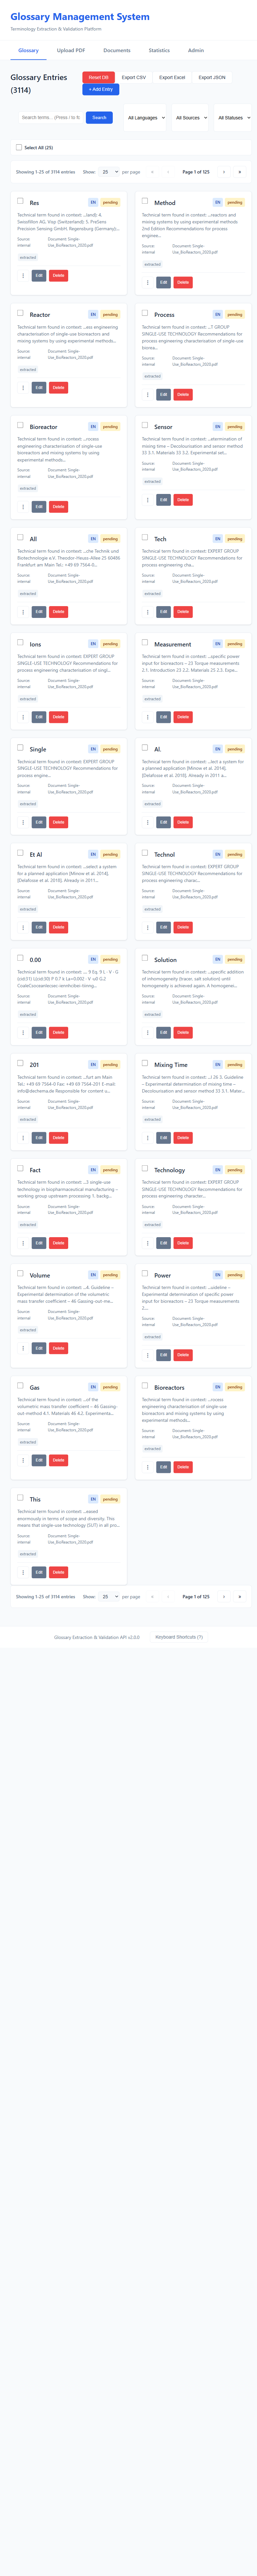 Glossary Management System
Terminology Extraction & Validation Platform
Glossary
Upload PDF
Documents
Statistics
Admin
Glossary Entries
(3114)
Reset DB
Export CSV
Export Excel
Export JSON
+ Add Entry
Search terms... (Press / to f
Search
All Languages
All Sources
All Statuses
Select All (25)
Showing 1-25 of 3114 entries
Show:
25
per page
Page 1 of 125
Res
EN
pending
Technical term found in context: ...land); 4.
Swissfillon AG, Visp (Switzerland); 5. PreSens
Precision Sensing GmbH, Regensburg (Germany)...
Source:
internal
Document: Single-
Use_BioReactors_2020.pdf
extracted
Edit
Delete
Method
EN
pending
Technical term found in context: ...reactors and
mixing systems by using experimental methods
2nd Edition Recommendations for process
enginee...
Source:
internal
Document: Single-
Use_BioReactors_2020.pdf
extracted
Edit
Delete
Reactor
EN
pending
Technical term found in context: ...ess engineering
characterisation of single-use bioreactors and
mixing systems by using experimental methods...
Source:
internal
Document: Single-
Use_BioReactors_2020.pdf
extracted
Edit
Delete
Process
EN
pending
Technical term found in context: ...T GROUP
SINGLE-USE TECHNOLOGY Recommendations for
process engineering characterisation of single-use
biorea...
Source:
internal
Document: Single-
Use_BioReactors_2020.pdf
extracted
Edit
Delete
Bioreactor
EN
pending
Technical term found in context: ...rocess
engineering characterisation of single-use
bioreactors and mixing systems by using
experimental methods...
Source:
internal
Document: Single-
Use_BioReactors_2020.pdf
extracted
Edit
Delete
Sensor
EN
pending
Technical term found in context: ...etermination of
mixing time – Decolourisation and sensor method
33 3.1. Materials 33 3.2. Experimental set...
Source:
internal
Document: Single-
Use_BioReactors_2020.pdf
extracted
Edit
Delete
All
EN
pending
Technical term found in context: ...che Technik und
Biotechnologie e.V. Theodor-Heuss-Allee 25 60486
Frankfurt am Main Tel.: +49 69 7564-0...
Source:
internal
Document: Single-
Use_BioReactors_2020.pdf
extracted
Edit
Delete
Tech
EN
pending
Technical term found in context: EXPERT GROUP
SINGLE-USE TECHNOLOGY Recommendations for
process engineering cha...
Source:
internal
Document: Single-
Use_BioReactors_2020.pdf
extracted
Edit
Delete
Ions
EN
pending
Technical term found in context: EXPERT GROUP
SINGLE-USE TECHNOLOGY Recommendations for
process engineering characterisation of singl...
Source:
internal
Document: Single-
Use_BioReactors_2020.pdf
extracted
Edit
Delete
Measurement
EN
pending
Technical term found in context: ...specific power
input for bioreactors – 23 Torque measurements
2.1. Introduction 23 2.2. Materials 25 2.3. Expe...
Source:
internal
Document: Single-
Use_BioReactors_2020.pdf
extracted
Edit
Delete
Single
EN
pending
Technical term found in context: EXPERT GROUP
SINGLE-USE TECHNOLOGY Recommendations for
process engine...
Source:
internal
Document: Single-
Use_BioReactors_2020.pdf
extracted
Edit
Delete
Al.
EN
pending
Technical term found in context: ...lect a system for
a planned application [Minow et al. 2014],
[Delafosse et al. 2018]. Already in 2011 a...
Source:
internal
Document: Single-
Use_BioReactors_2020.pdf
extracted
Edit
Delete
Et Al
EN
pending
Technical term found in context: ...select a system
for a planned application [Minow et al. 2014],
[Delafosse et al. 2018]. Already in 2011...
Source:
internal
Document: Single-
Use_BioReactors_2020.pdf
extracted
Edit
Delete
Technol
EN
pending
Technical term found in context: EXPERT GROUP
SINGLE-USE TECHNOLOGY Recommendations for
process engineering charac...
Source:
internal
Document: Single-
Use_BioReactors_2020.pdf
extracted
Edit
Delete
0.00
EN
pending
Source:
internal
Document: Single-
Use_BioReactors_2020.pdf
extracted
Edit
Delete
Solution
EN
pending
Technical term found in context: ...specific addition
of inhomogeneity (tracer, salt solution) until
homogeneity is achieved again. A homogene...
Source:
internal
Document: Single-
Use_BioReactors_2020.pdf
extracted
Edit
Delete
201
EN
pending
Technical term found in context: ...furt am Main
Tel.: +49 69 7564-0 Fax: +49 69 7564-201 E-mail:
info@dechema.de Responsible for content u...
Source:
internal
Document: Single-
Use_BioReactors_2020.pdf
extracted
Edit
Delete
Mixing Time
EN
pending
Technical term found in context: ...l 26 3. Guideline
– Experimental determination of mixing time –
Decolourisation and sensor method 33 3.1. Mater...
Source:
internal
Document: Single-
Use_BioReactors_2020.pdf
extracted
Edit
Delete
Fact
EN
pending
Technical term found in context: ...2 single-use
technology in biopharmaceutical manufacturing –
working group upstream processing 1. backg...
Source:
internal
Document: Single-
Use_BioReactors_2020.pdf
extracted
Edit
Delete
Technology
EN
pending
Technical term found in context: EXPERT GROUP
SINGLE-USE TECHNOLOGY Recommendations for
process engineering character...
Source:
internal
Document: Single-
Use_BioReactors_2020.pdf
extracted
Edit
Delete
Volume
EN
pending
Technical term found in context: ...4. Guideline –
Experimental determination of the volumetric
mass transfer coefficient – 46 Gassing-out-me...
Source:
internal
Document: Single-
Use_BioReactors_2020.pdf
extracted
Edit
Delete
Power
EN
pending
Technical term found in context: ...uideline –
Experimental determination of specific power
input for bioreactors – 23 Torque measurements
2....
Source:
internal
Document: Single-
Use_BioReactors_2020.pdf
extracted
Edit
Delete
Gas
EN
pending
Technical term found in context: ...of the
volumetric mass transfer coefficient – 46 Gassing-
out-method 4.1. Materials 46 4.2. Experimenta...
Source:
internal
Document: Single-
Use_BioReactors_2020.pdf
extracted
Edit
Delete
Bioreactors
EN
pending
Technical term found in context: ...rocess
engineering characterisation of single-use
bioreactors and mixing systems by using
experimental methods...
Source:
internal
Document: Single-
Use_BioReactors_2020.pdf
extracted
Edit
Delete
This
EN
pending
Technical term found in context: ...eased
enormously in terms of scope and diversity. This
means that single-use technology (SUT) in all pro...
Source:
internal
Document: Single-
Use_BioReactors_2020.pdf
extracted
Edit
Delete
Showing 1-25 of 3114 entries
Show:
25
per page
Page 1 of 125
Glossary Extraction & Validation API v2.0.0
Keyboard Shortcuts (?)